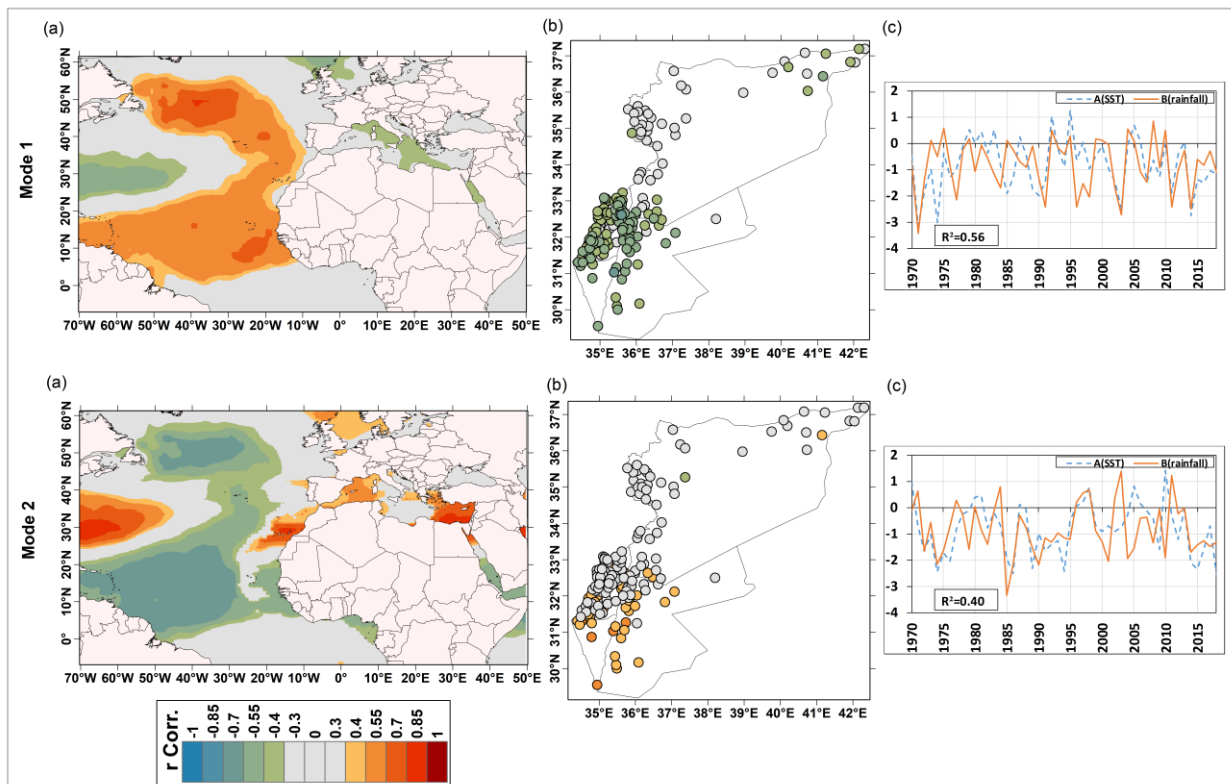 (a)
(b)
(c)
Mode 1
60°N
50°N
40°N
30°N
20°N
10°N
0°
70°W 60°W 50°W 40°W 30°W 20°W 10°W 0° 10°E 20°E 30°E 40°E 50°E
37°N
36°N
35°N
34°N
33°N
32°N
31°N
30°N
35°E 36°E 37°E 38°E 39°E 40°E 41°E 42°E
A(SST) B(rainfall)
2
1
0
-1
-2
-3
-4
R²=0.56
1970 1975 1980 1985 1990 1995 2000 2005 2010 2015
(a)
(b)
(c)
Mode 2
60°N
50°N
40°N
30°N
20°N
10°N
0°
70°W 60°W 50°W 40°W 30°W 20°W 10°W 0° 10°E 20°E 30°E 40°E 50°E
37°N
36°N
35°N
34°N
33°N
32°N
31°N
30°N
35°E 36°E 37°E 38°E 39°E 40°E 41°E 42°E
A(SST) B(rainfall)
2
1
0
-1
-2
-3
-4
R²=0.40
1970 1975 1980 1985 1990 1995 2000 2005 2010 2015
r Corr.
-1 -0.85 -0.7 -0.55 -0.4 -0.3 0 0.3 0.4 0.55 0.7 0.85 1